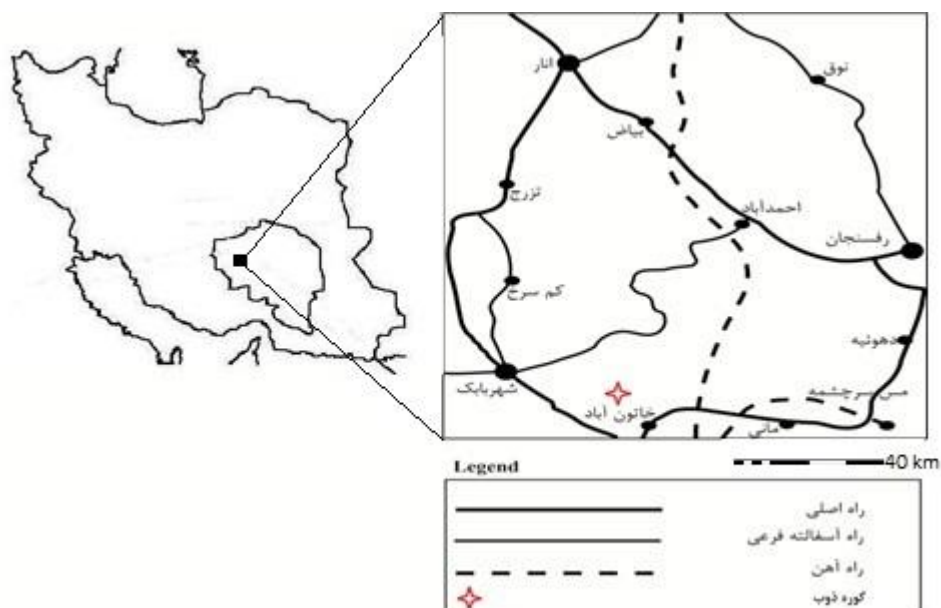 انار
نوق
بیاض
تزرج
احمدآباد
رفسنجان
کم سرخ
دهوئیه
شهربابک
خاتون آباد
مس سرچشمه
مانی
40 km
Legend
راه اصلی
راه آسفالته فرعی
راه آهن
کوره ذوب